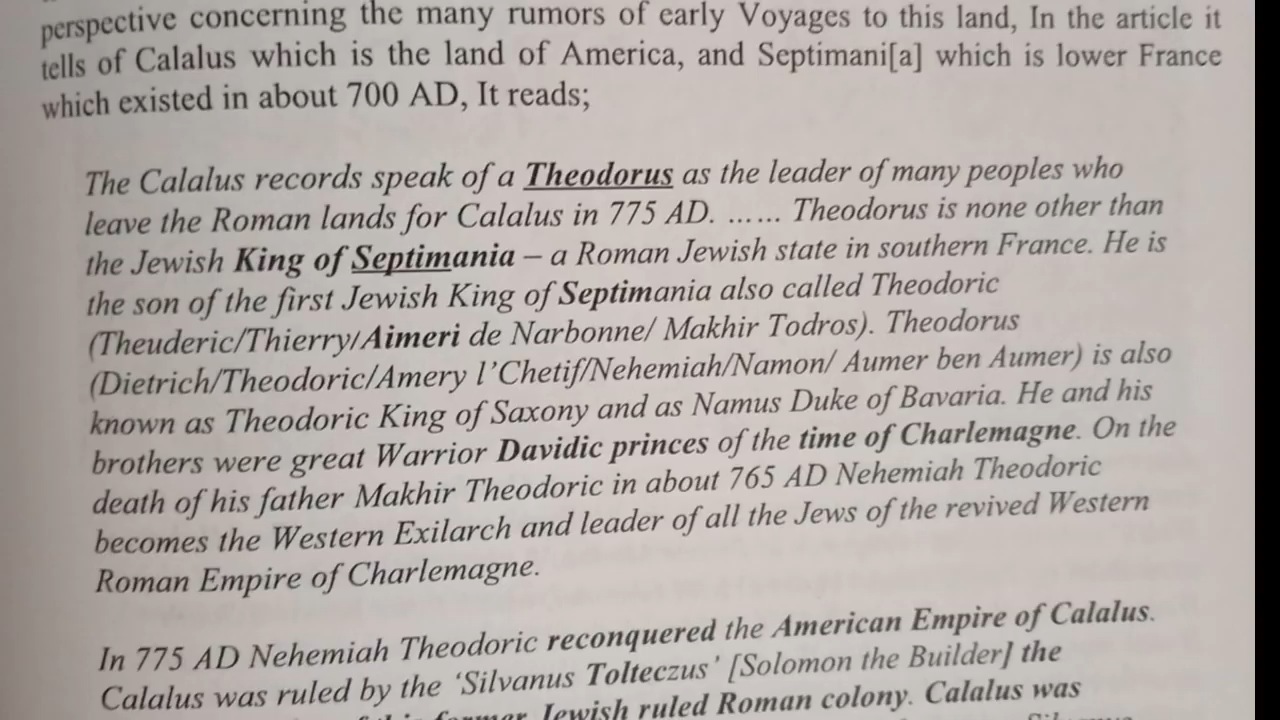 perspective concerning the many rumors of early Voyages to this land, In the article it
tells of Calalus which is the land of America, and Septimani[a] which is lower France
which existed in about 700 AD, It reads;
The Calalus records speak of a Theodorus as the leader of many peoples who
leave the Roman lands for Calalus in 775 AD. ...... Theodorus is none other than
the Jewish King of Septimania – a Roman Jewish state in southern France. He is
the son of the first Jewish King of Septimania also called Theodoric
(Theuderic/Thierry/Aimeri de Narbonne/ Makhir Todros). Theodorus
(Dietrich/Theodoric/Amery l'Chetif/Nehemiah/Namon/ Aumer ben Aumer) is also
known as Theodoric King of Saxony and as Namus Duke of Bavaria. He and his
brothers were great Warrior Davidic princes of the time of Charlemagne. On the
death of his father Makhir Theodoric in about 765 AD Nehemiah Theodoric
becomes the Western Exilarch and leader of all the Jews of the revived Western
Roman Empire of Charlemagne.
In 775 AD Nehemiah Theodoric reconquered the American Empire of Calalus.
Calalus was ruled by the 'Silvanus Tolteczus' [Solomon the Builder] the
former Jewish ruled Roman colony. Calalus was